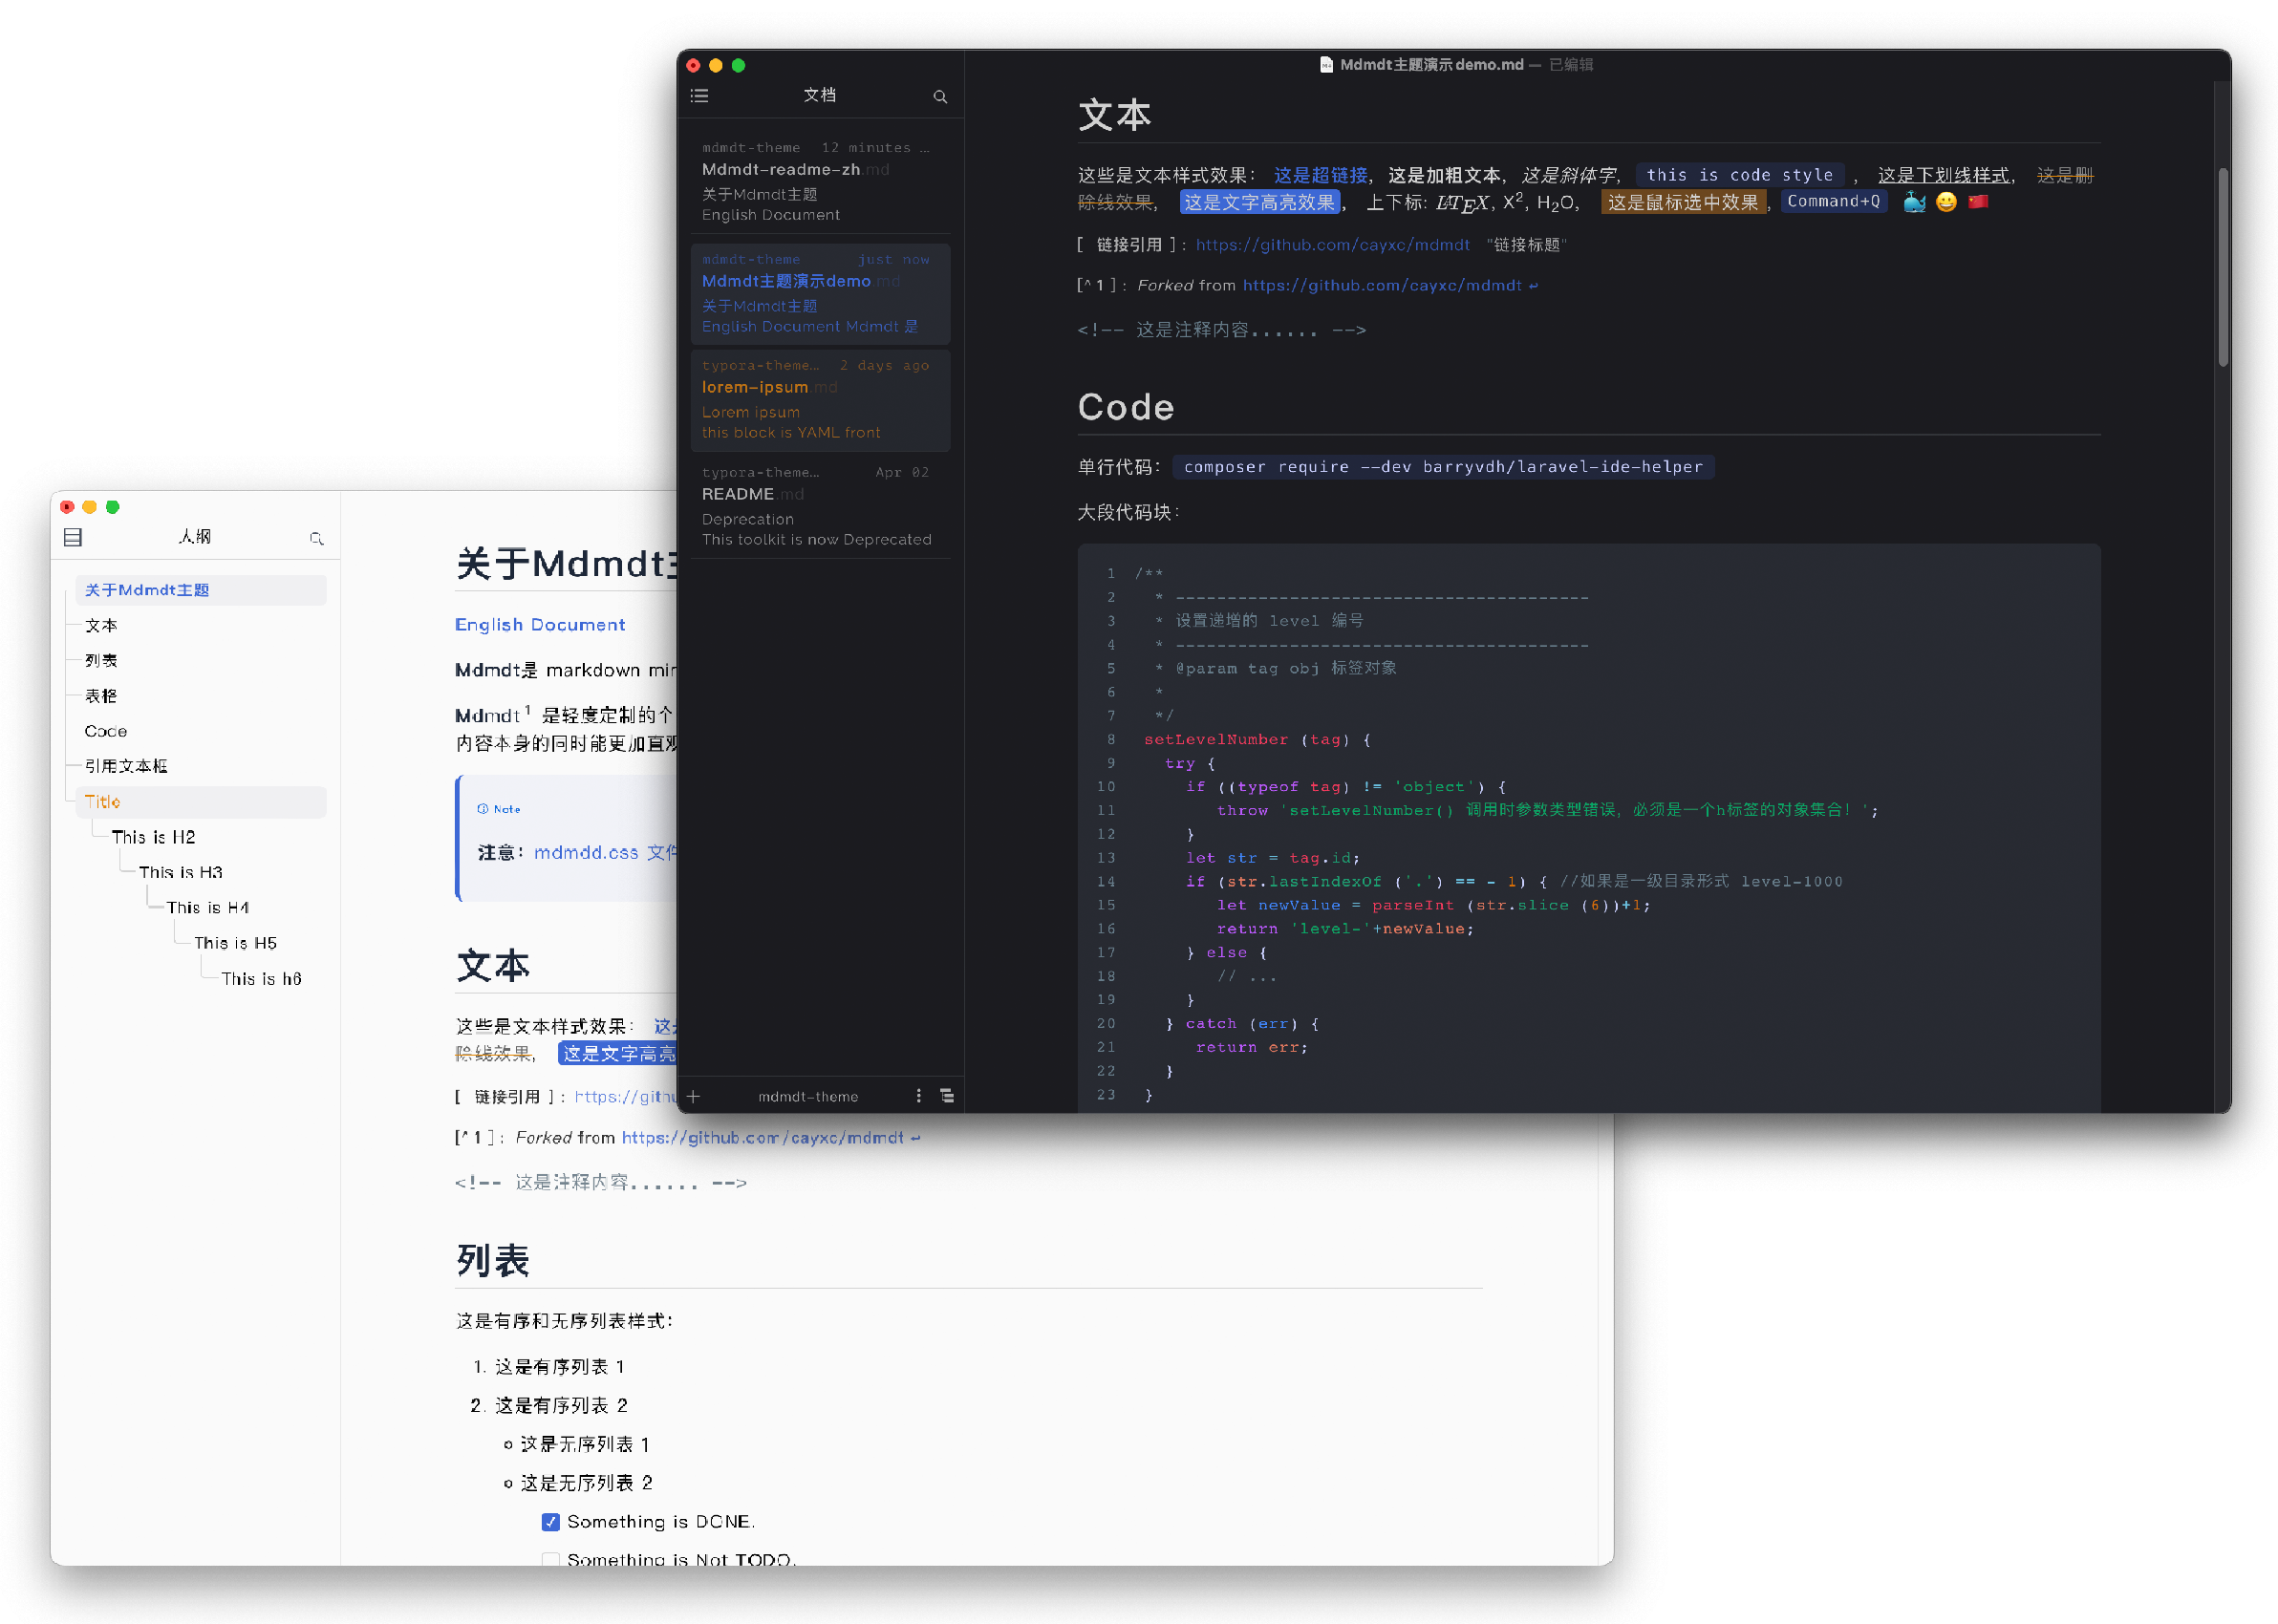 Mdmdt主题演示demo.md — 已编辑
文档
mdmdt-theme 12 minutes ...
Mdmdt-readme-zh.md
关于Mdmdt主题
English Document
mdmdt-theme just now
Mdmdt主题演示demo.md
关于Mdmdt主题
English Document Mdmdt 是
typora-theme... 2 days ago
lorem-ipsum.md
Lorem ipsum
this block is YAML front
typora-theme... Apr 02
README.md
Deprecation
This toolkit is now Deprecated
mdmdt-theme
文本
这些是文本样式效果： 这是超链接，这是加粗文本，这是斜体字， this is code style ， 这是下划线样式， 这是删
除线效果， 这是文字高亮效果， 上下标: LATEX, X², H₂O， 这是鼠标选中效果， Command+Q 🐳 😀 🇨🇳
[ 链接引用 ]: https://github.com/cayxc/mdmdt "链接标题"
[^1]: Forked from https://github.com/cayxc/mdmdt ↩
<!-- 这是注释内容...... -->
Code
单行代码： composer require --dev barryvdh/laravel-ide-helper
大段代码块：
1 /**
2 * ----------------------------------------
3 * 设置递增的 level 编号
4 * ----------------------------------------
5 * @param tag obj 标签对象
6 *
7 */
8 setLevelNumber (tag) {
9 try {
10 if ((typeof tag) != 'object') {
11 throw 'setLevelNumber() 调用时参数类型错误，必须是一个h标签的对象集合！';
12 }
13 let str = tag.id;
14 if (str.lastIndexOf ('.') == - 1) { //如果是一级目录形式 level-1000
15 let newValue = parseInt (str.slice (6))+1;
16 return 'level-'+newValue;
17 } else {
18 // ...
19 }
20 } catch (err) {
21 return err;
22 }
23 }
大纲
关于Mdmdt主题
文本
列表
表格
Code
引用文本框
Title
This is H2
This is H3
This is H4
This is H5
This is h6
关于Mdmdt主
English Document
Mdmdt是 markdown min
Mdmdt¹ 是轻度定制的个
内容本身的同时能更加直观
Note
注意：mdmdd.css 文件
文本
这些是文本样式效果： 这是
除线效果， 这是文字高亮
[ 链接引用 ]: https://githu
[^1]: Forked from https://github.com/cayxc/mdmdt ↩
<!-- 这是注释内容...... -->
列表
这是有序和无序列表样式：
1. 这是有序列表 1
2. 这是有序列表 2
这是无序列表 1
这是无序列表 2
Something is DONE.
Something is Not TODO.